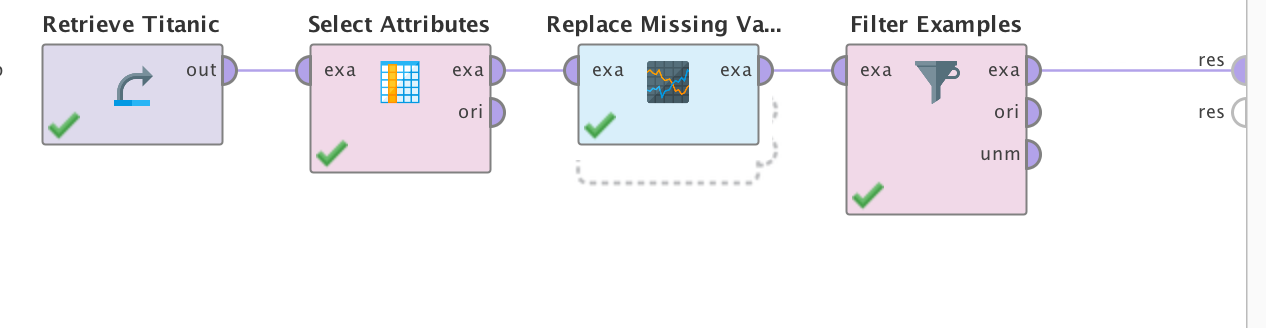 Retrieve Titanic
Select Attributes
Replace Missing Va...
Filter Examples
out
exa
exa
ori
exa
exa
exa
exa
ori
unm
res
res